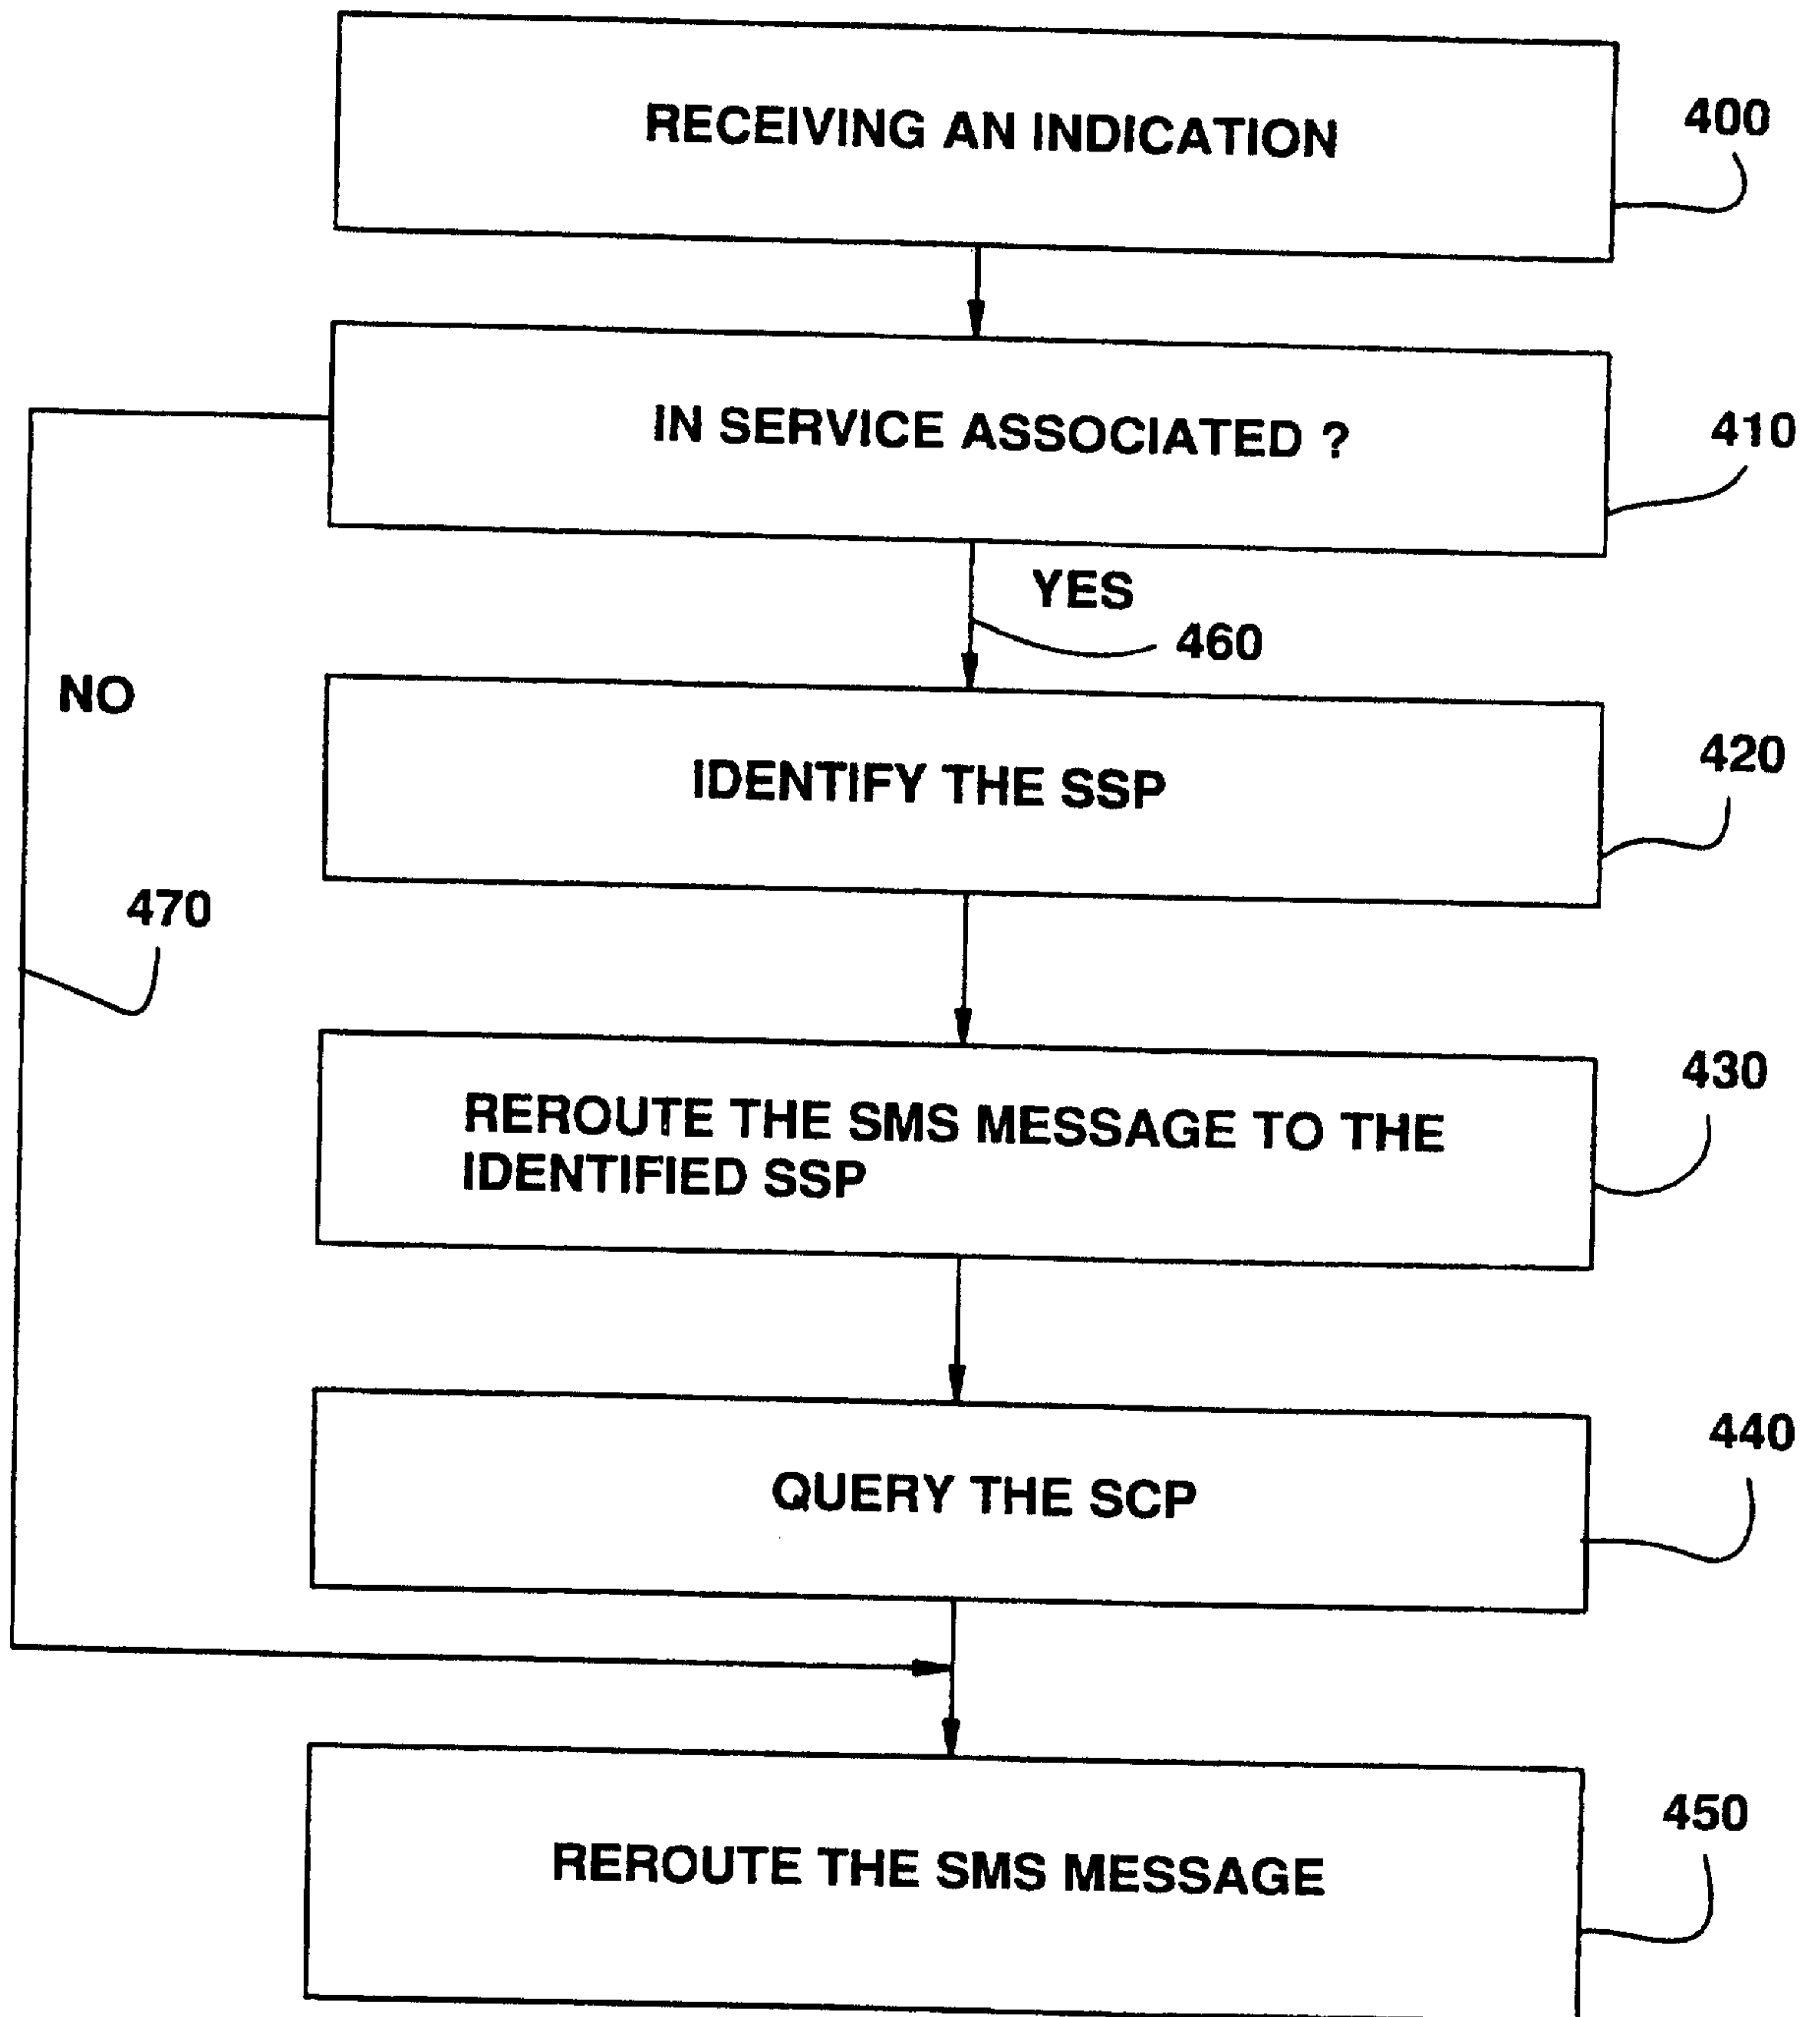 RECEIVING AN INDICATION
400
IN SERVICE ASSOCIATED ?
410
YES
460
NO
IDENTIFY THE SSP
420
470
REROUTE THE SMS MESSAGE TO THE
IDENTIFIED SSP
430
QUERY THE SCP
440
REROUTE THE SMS MESSAGE
450